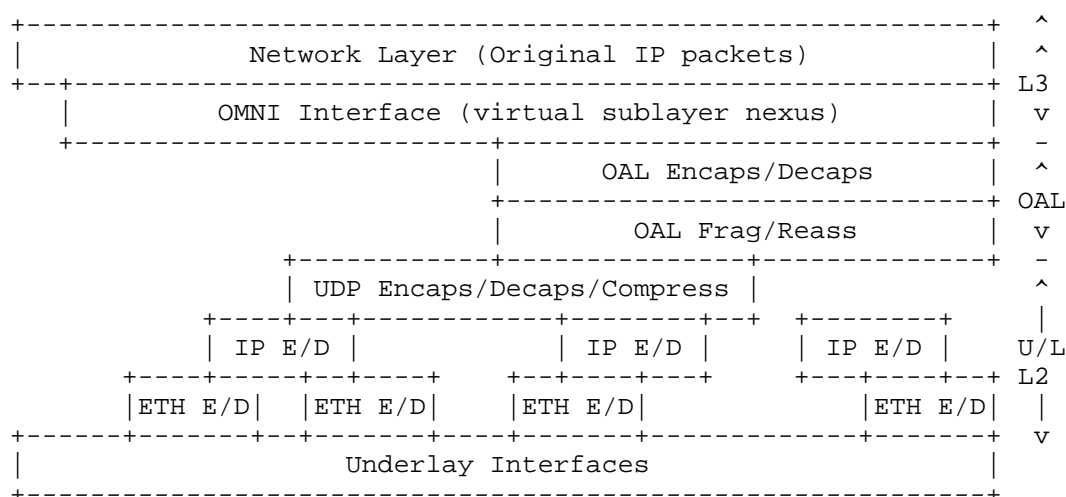 Network Layer (Original IP packets)
L3
OMNI Interface (virtual sublayer nexus) v
OAL Encaps/Decaps
OAL
OAL Frag/Reass v
UDP Encaps/Decaps/Compress
IP E/D IP E/D IP E/D U/L
L2
ETH E/D ETH E/D ETH E/D ETH E/D
v
Underlay Interfaces